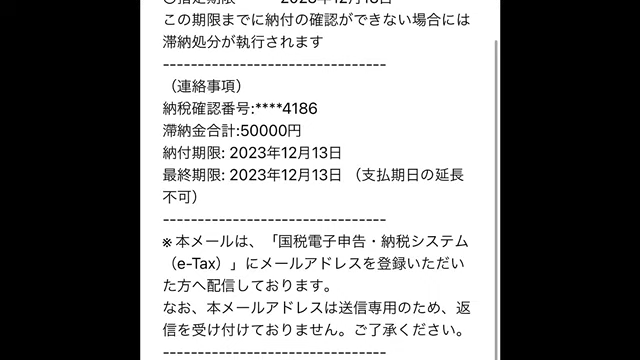 この期限までに納付の確認ができない場合には
滞納処分が執行されます
-------------------------------
（連絡事項）
納税確認番号:****4186
滞納金合計:50000円
納付期限: 2023年12月13日
最終期限: 2023年12月13日 （支払期日の延長
不可）
-------------------------------
※ 本メールは、「国税電子申告・納税システム
（e-Tax）」にメールアドレスを登録いただい
た方へ配信しております。
なお、本メールアドレスは送信専用のため、返
信を受け付けておりません。ご了承ください。
-------------------------------